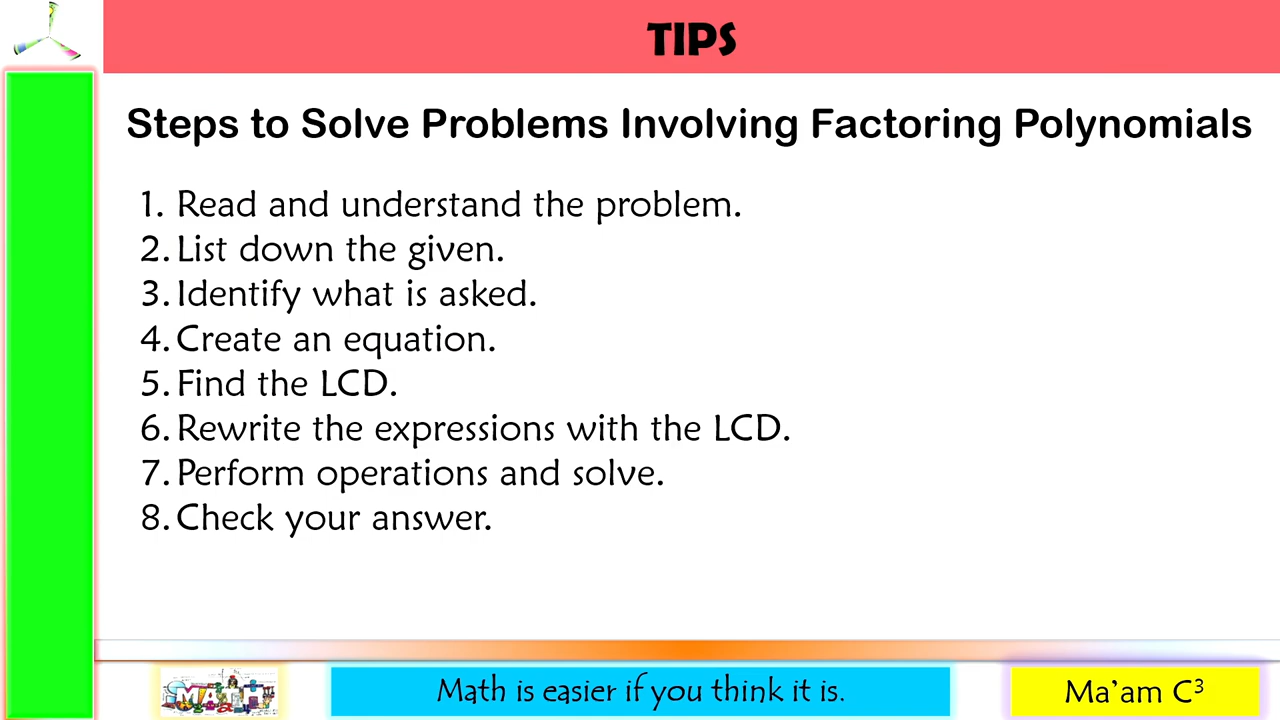 TIPS
Steps to Solve Problems Involving Factoring Polynomials
1. Read and understand the problem.
2. List down the given.
3. Identify what is asked.
4. Create an equation.
5. Find the LCD.
6. Rewrite the expressions with the LCD.
7. Perform operations and solve.
8. Check your answer.
MATH
Math is easier if you think it is.
Ma'am C³